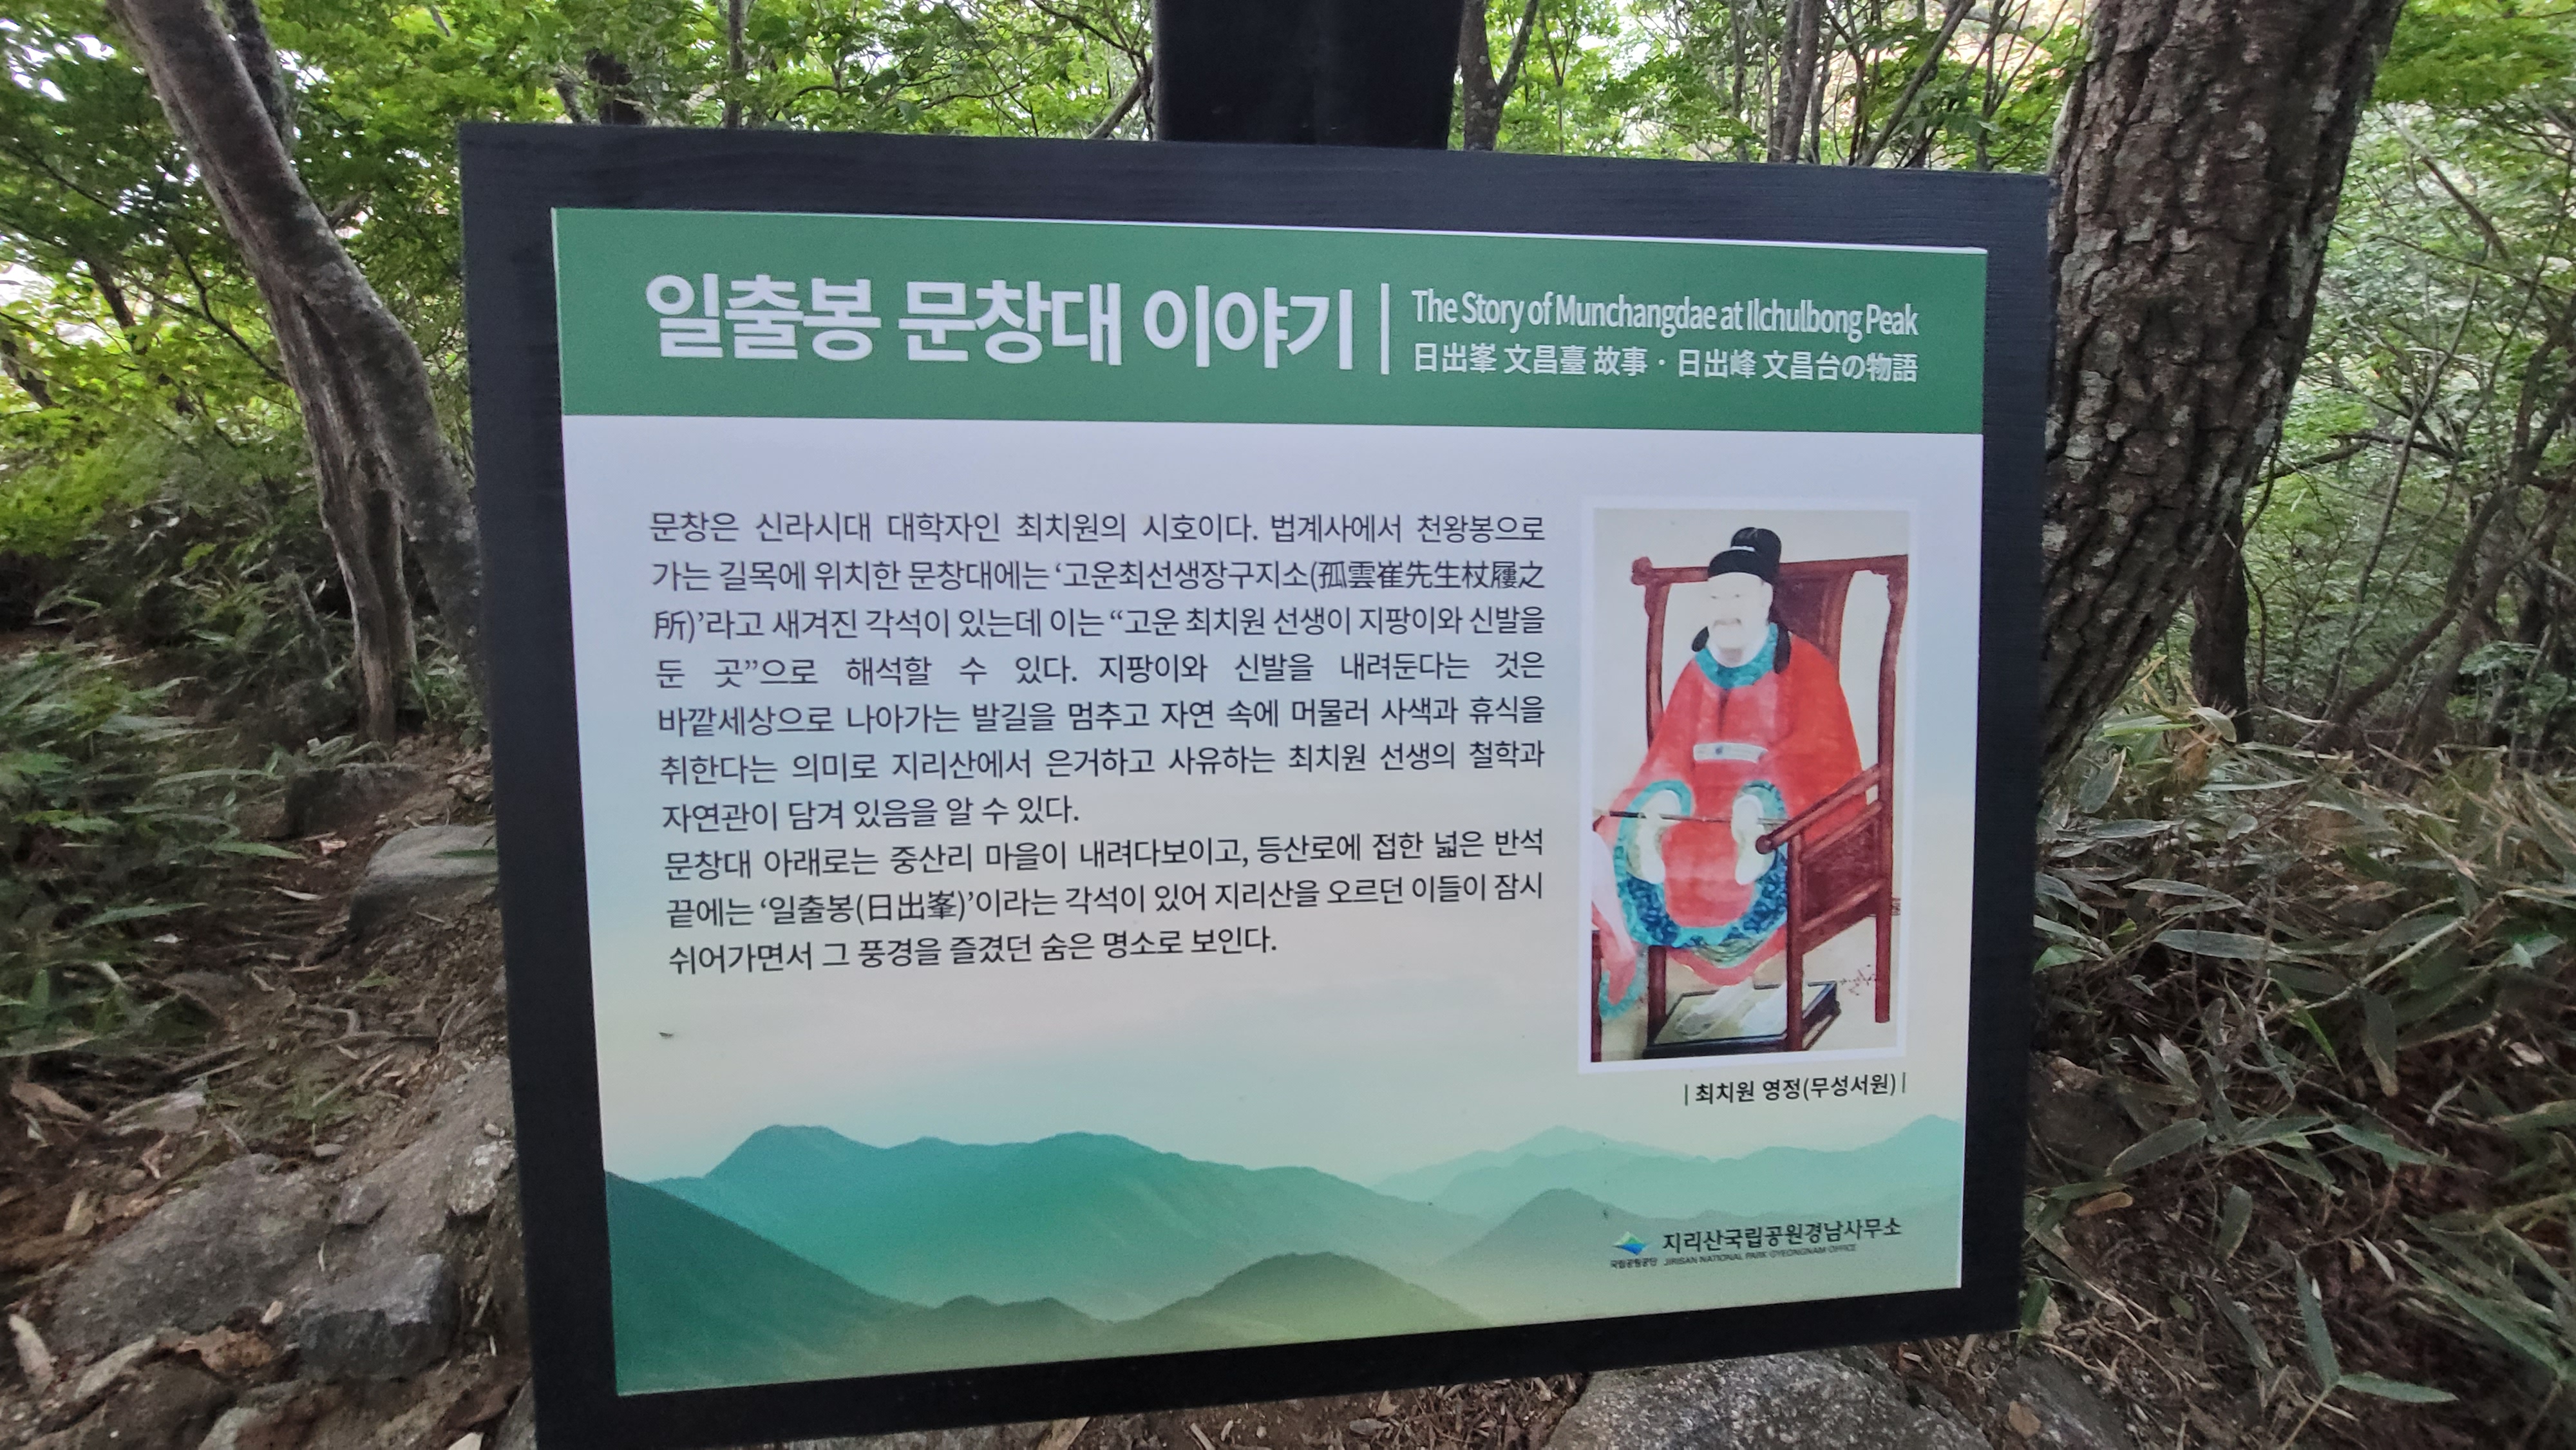 일출봉 문창대 이야기
The Story of Munchangdae at Ilchulbong Peak
日出峯 文昌臺 故事 · 日出峰 文昌台の物語
문창은 신라시대 대학자인 최치원의 시호이다. 법계사에서 천왕봉으로
가는 길목에 위치한 문창대에는 ‘고운최선생장구지소(孤雲崔先生杖屨之
所)’라고 새겨진 각석이 있는데 이는 “고운 최치원 선생이 지팡이와 신발을
둔 곳”으로 해석할 수 있다. 지팡이와 신발을 내려둔다는 것은
바깥세상으로 나아가는 발길을 멈추고 자연 속에 머물러 사색과 휴식을
취한다는 의미로 지리산에서 은거하고 사유하는 최치원 선생의 철학과
자연관이 담겨 있음을 알 수 있다.
문창대 아래로는 중산리 마을이 내려다보이고, 등산로에 접한 넓은 반석
끝에는 ‘일출봉(日出峯)’이라는 각석이 있어 지리산을 오르던 이들이 잠시
쉬어가면서 그 풍경을 즐겼던 숨은 명소로 보인다.
| 최치원 영정(무성서원) |
국립공원공단
지리산국립공원경남사무소
JIRISAN NATIONAL PARK GYEONGNAM OFFICE